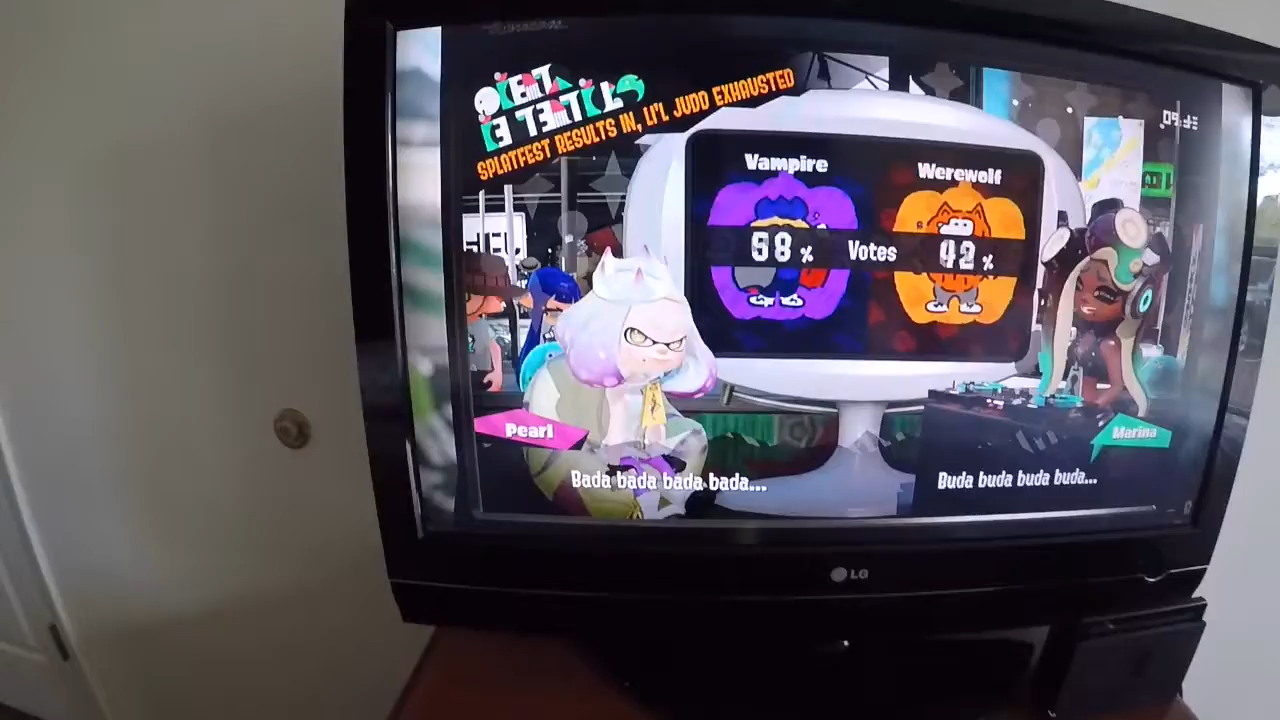 SPLATFEST RESULTS IN, LI'L JUDD EXHAUSTED
Vampire
Werewolf
58 %
Votes
42 %
Pearl
Marina
Bada bada bada bada...
Buda buda buda buda...
LG